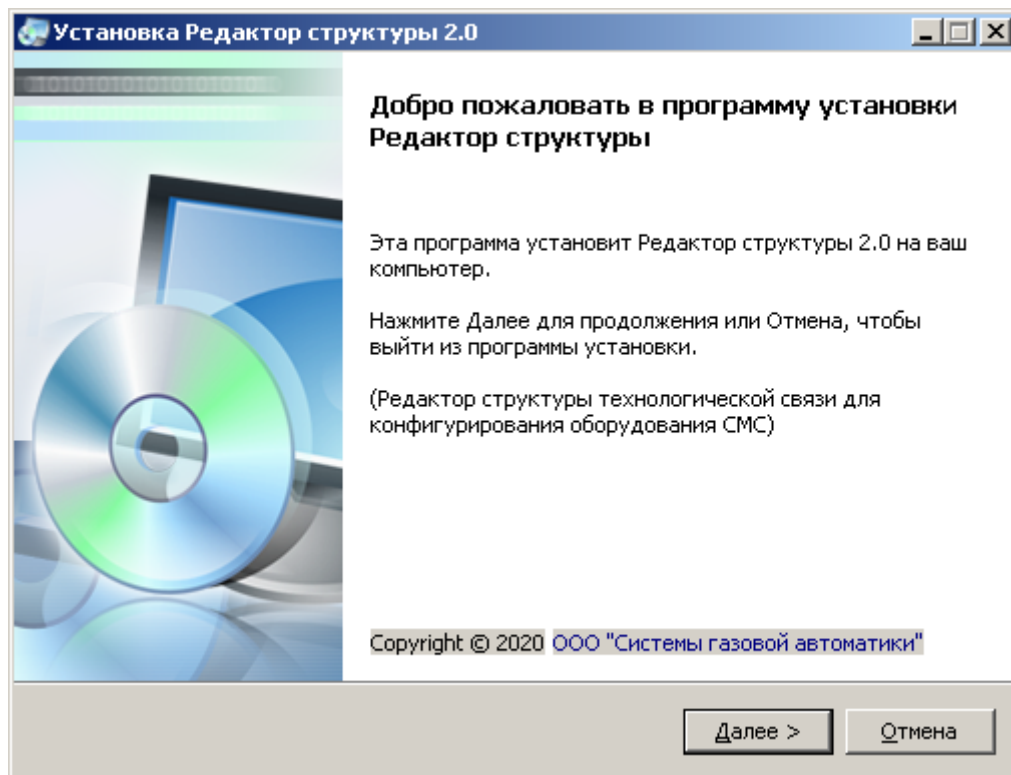 Установка Редактор структуры 2.0
1010101010101010101
Добро пожаловать в программу установки
Редактор структуры
Эта программа установит Редактор структуры 2.0 на ваш
компьютер.
Нажмите Далее для продолжения или Отмена, чтобы
выйти из программы установки.
(Редактор структуры технологической связи для
конфигурирования оборудования СМС)
Copyright © 2020 ООО "Системы газовой автоматики"
Далее >
Отмена